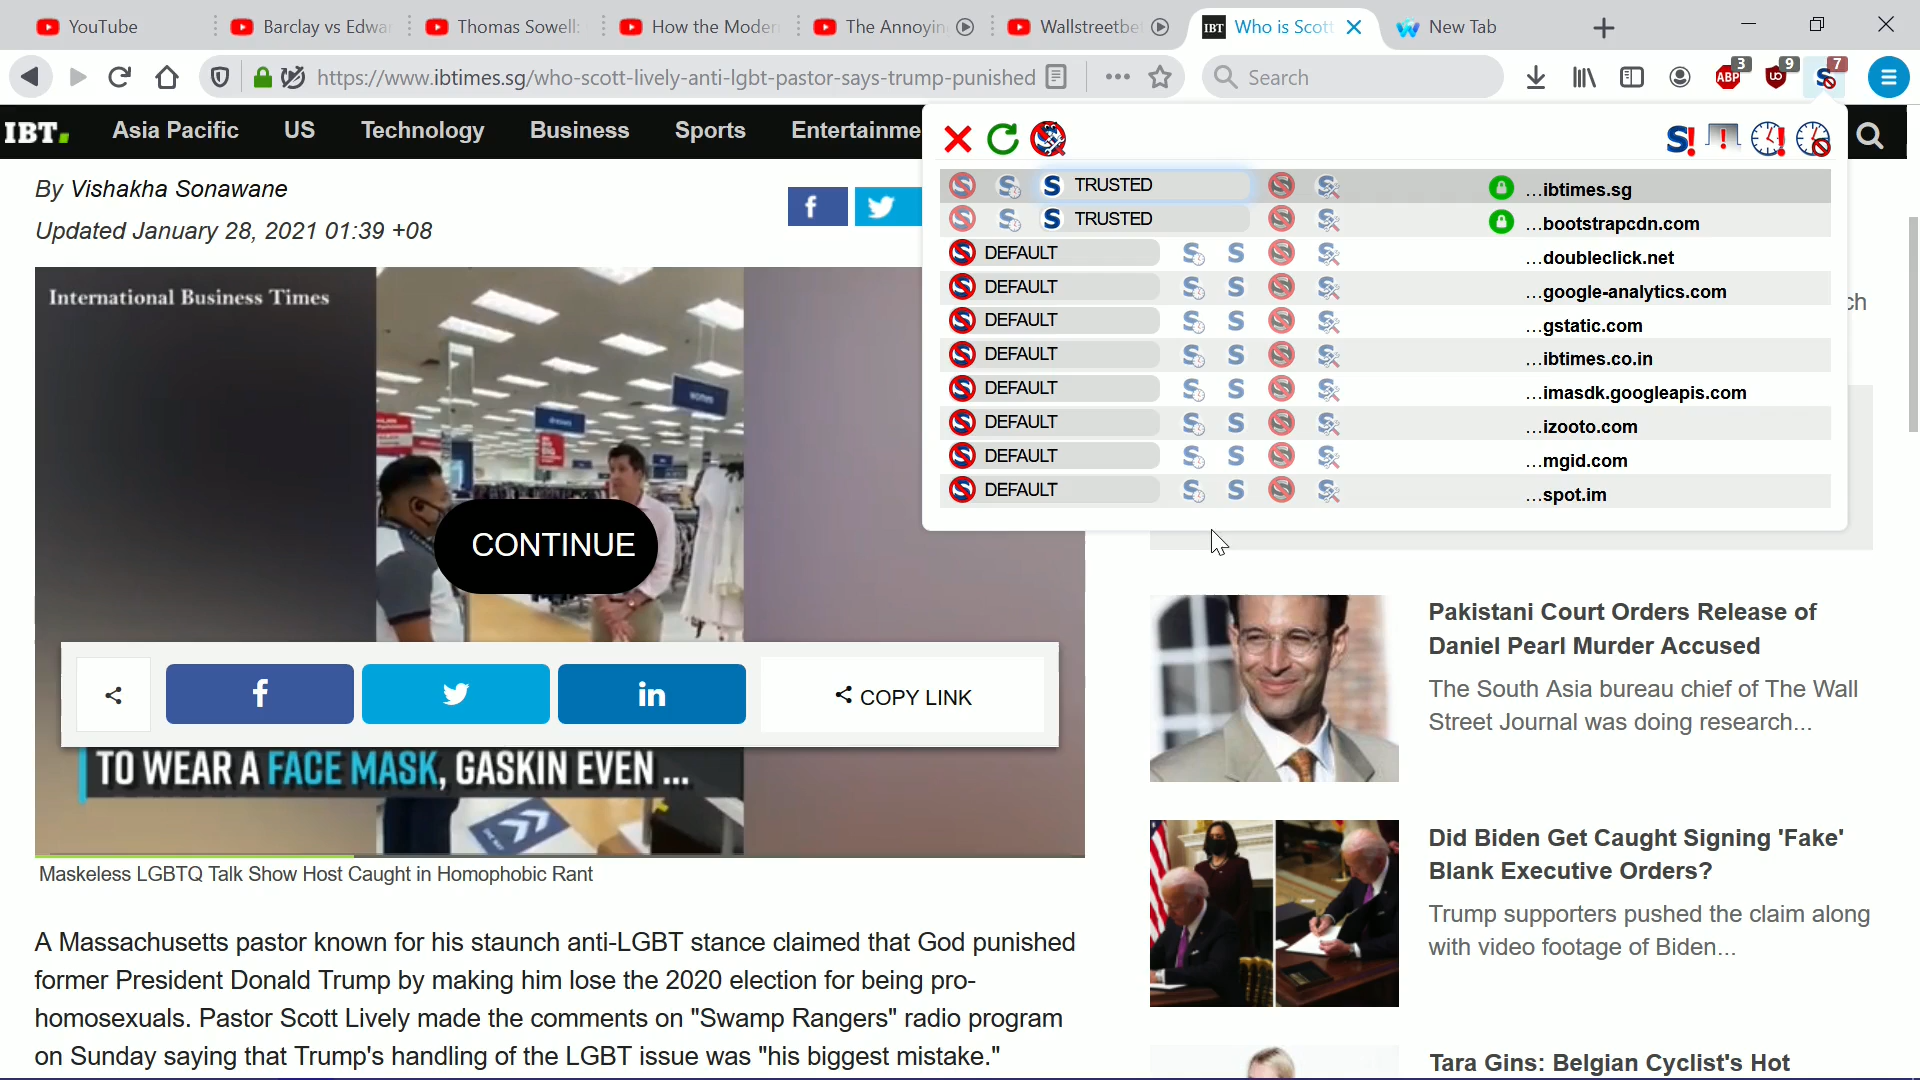 YouTube
Barclay vs Edwa
Thomas Sowell:
How the Moder
The Annoyin
Wallstreetbe
IBT
Who is Scott
New Tab
https://www.ibtimes.sg/who-scott-lively-anti-lgbt-pastor-says-trump-punished
Search
ABP
3
9
7
IBT.
Asia Pacific
US
Technology
Business
Sports
Entertainme
By Vishakha Sonawane
Updated January 28, 2021 01:39 +08
TRUSTED
...ibtimes.sg
TRUSTED
...bootstrapcdn.com
DEFAULT
...doubleclick.net
DEFAULT
...google-analytics.com
DEFAULT
...gstatic.com
DEFAULT
...ibtimes.co.in
DEFAULT
...imasdk.googleapis.com
DEFAULT
...izooto.com
DEFAULT
...mgid.com
DEFAULT
...spot.im
ch
International Business Times
CONTINUE
COPY LINK
TO WEAR A FACE MASK, GASKIN EVEN ...
Maskeless LGBTQ Talk Show Host Caught in Homophobic Rant
A Massachusetts pastor known for his staunch anti-LGBT stance claimed that God punished
former President Donald Trump by making him lose the 2020 election for being pro-
homosexuals. Pastor Scott Lively made the comments on "Swamp Rangers" radio program
on Sunday saying that Trump's handling of the LGBT issue was "his biggest mistake."
Pakistani Court Orders Release of
Daniel Pearl Murder Accused
The South Asia bureau chief of The Wall
Street Journal was doing research...
Did Biden Get Caught Signing 'Fake'
Blank Executive Orders?
Trump supporters pushed the claim along
with video footage of Biden...
Tara Gins: Belgian Cyclist's Hot